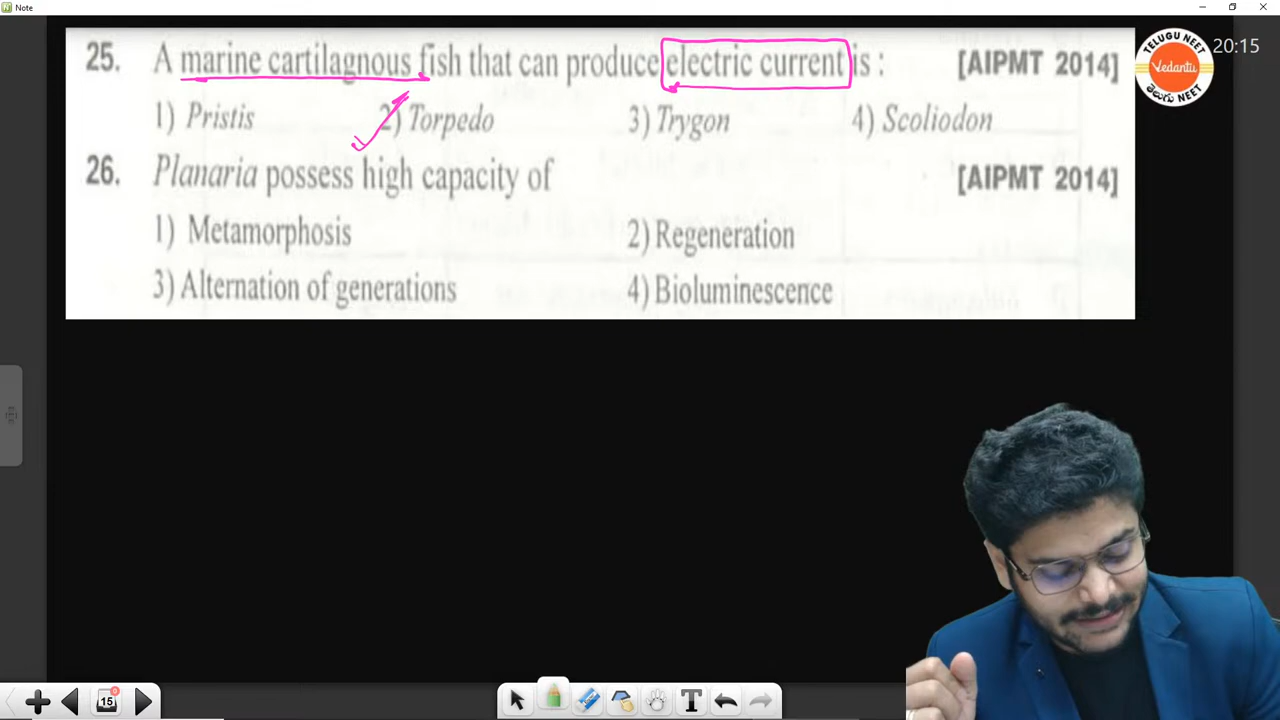 Note
25. A marine cartilagnous fish that can produce electric current is : [AIPMT 2014]
1) Pristis 2) Torpedo 3) Trygon 4) Scoliodon
26. Planaria possess high capacity of [AIPMT 2014]
1) Metamorphosis 2) Regeneration
3) Alternation of generations 4) Bioluminescence
TELUGU NEET
Vedantu
తెలుగు NEET
20:15
15
0
T